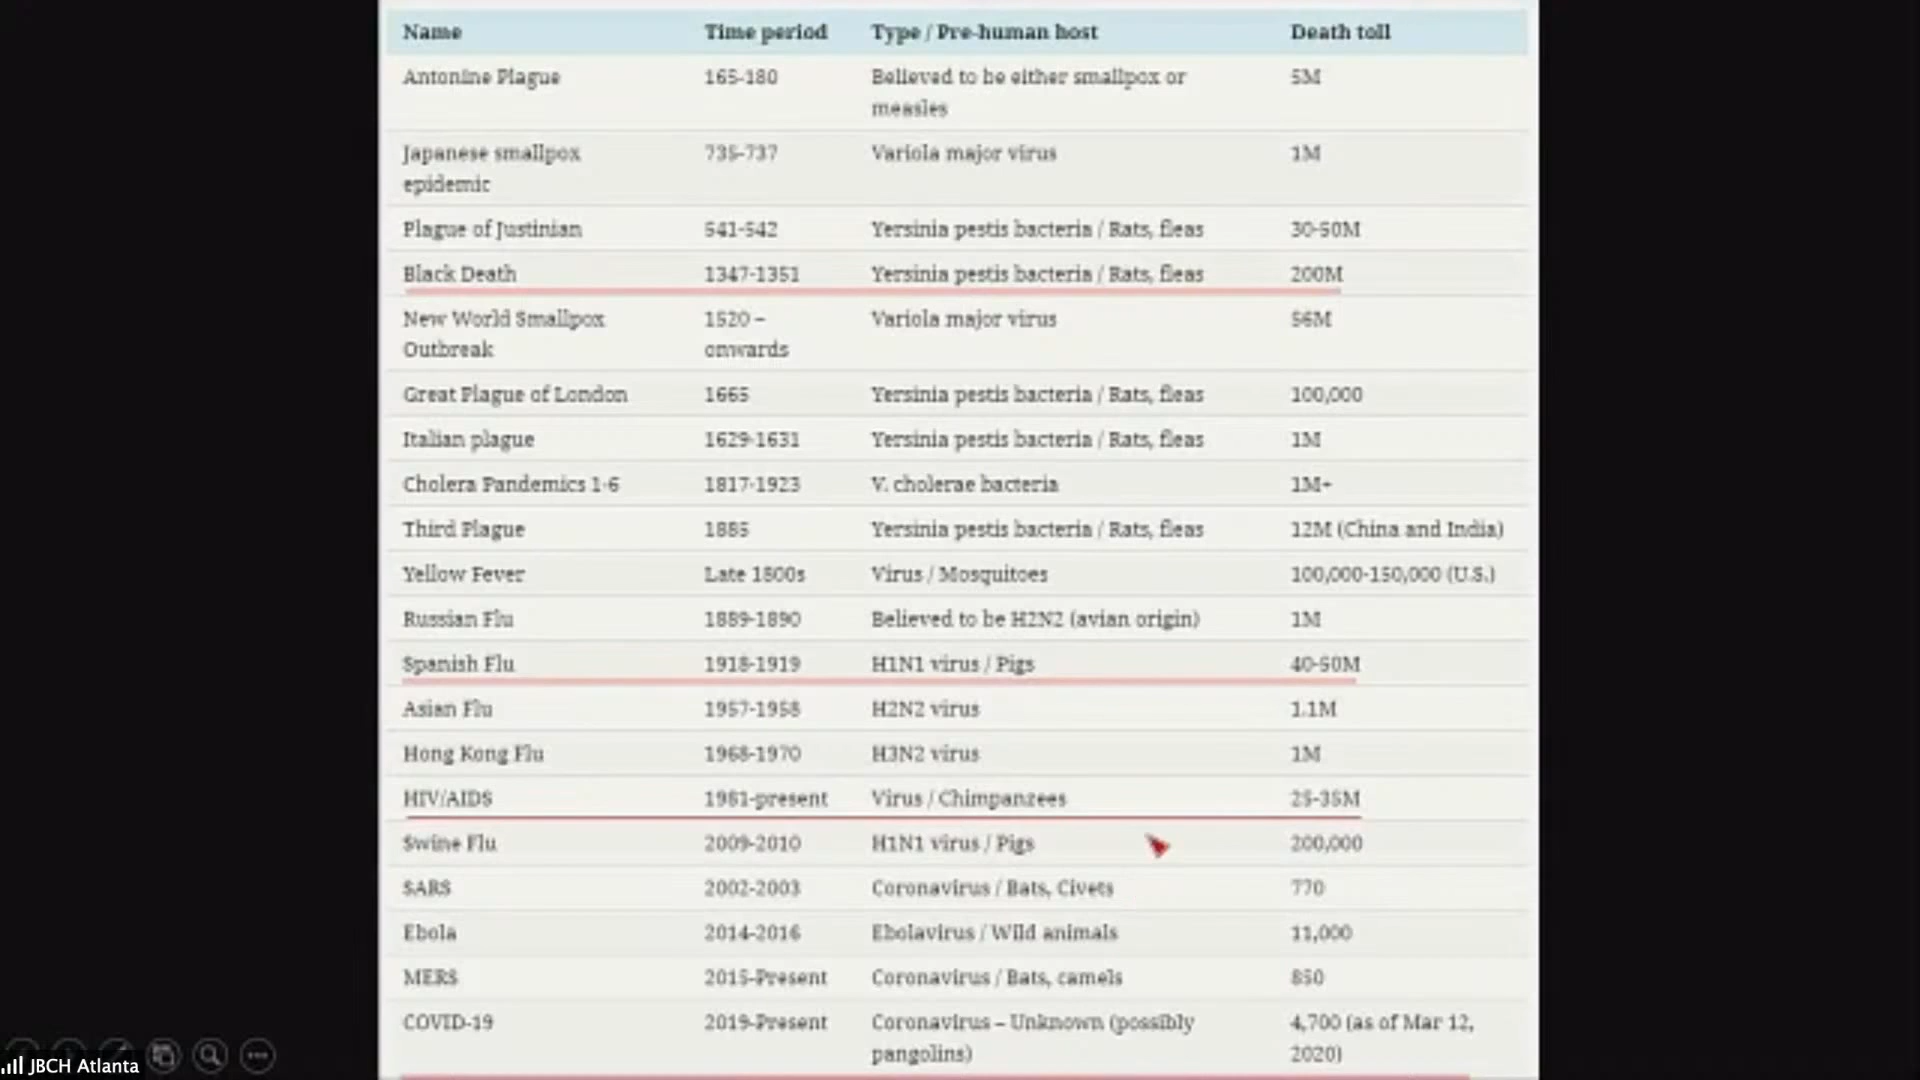 Name Time period Type / Pre-human host Death toll
Antonine Plague 165-180 Believed to be either smallpox or 5M
measles
Japanese smallpox 735-737 Variola major virus 1M
epidemic
Plague of Justinian 541-542 Yersinia pestis bacteria / Rats, fleas 30-50M
Black Death 1347-1351 Yersinia pestis bacteria / Rats, fleas 200M
New World Smallpox 1520 – Variola major virus 56M
Outbreak onwards
Great Plague of London 1665 Yersinia pestis bacteria / Rats, fleas 100,000
Italian plague 1629-1631 Yersinia pestis bacteria / Rats, fleas 1M
Cholera Pandemics 1-6 1817-1923 V. cholerae bacteria 1M+
Third Plague 1885 Yersinia pestis bacteria / Rats, fleas 12M (China and India)
Yellow Fever Late 1800s Virus / Mosquitoes 100,000-150,000 (U.S.)
Russian Flu 1889-1890 Believed to be H2N2 (avian origin) 1M
Spanish Flu 1918-1919 H1N1 virus / Pigs 40-50M
Asian Flu 1957-1958 H2N2 virus 1.1M
Hong Kong Flu 1968-1970 H3N2 virus 1M
HIV/AIDS 1981-present Virus / Chimpanzees 25-35M
Swine Flu 2009-2010 H1N1 virus / Pigs 200,000
SARS 2002-2003 Coronavirus / Bats, Civets 770
Ebola 2014-2016 Ebolavirus / Wild animals 11,000
MERS 2015-Present Coronavirus / Bats, camels 850
COVID-19 2019-Present Coronavirus – Unknown (possibly 4,700 (as of Mar 12,
pangolins) 2020)
JBCH Atlanta